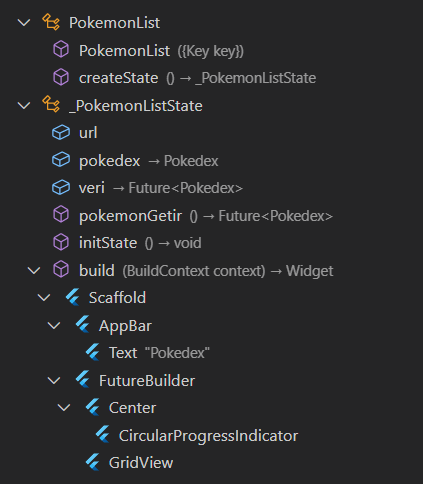 PokemonList
PokemonList ({Key key})
createState () → _PokemonListState
_PokemonListState
url
pokedex → Pokedex
veri → Future<Pokedex>
pokemonGetir () → Future<Pokedex>
initState () → void
build (BuildContext context) → Widget
Scaffold
AppBar
Text "Pokedex"
FutureBuilder
Center
CircularProgressIndicator
GridView